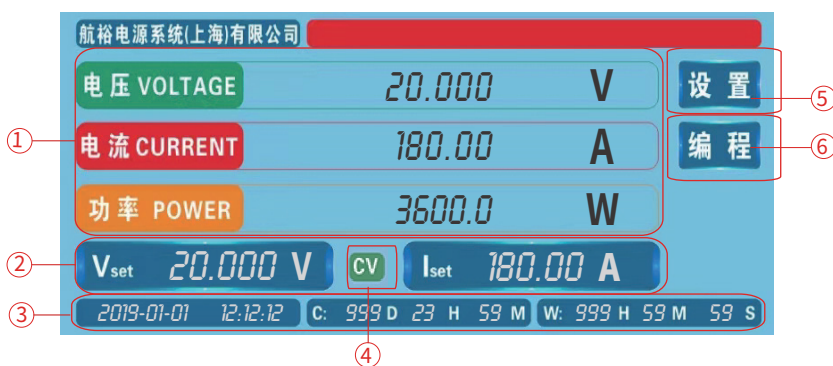 航裕电源系统(上海)有限公司
电压 VOLTAGE 20.000 V
设置
⑤
① 电流 CURRENT 180.00 A
编程
⑥
功率 POWER 3600.0 W
② Vset 20.000 V CV Iset 180.00 A
③ 2019-01-01 12:12:12 C: 999 D 23 H 59 M W: 999 H 59 M 59 S
④